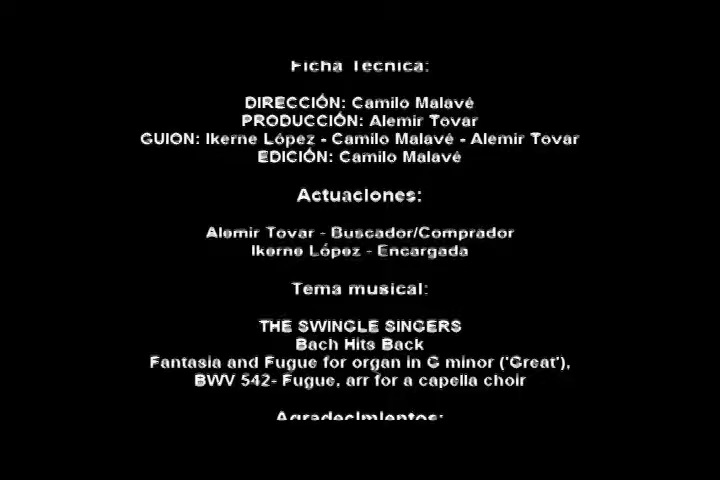 Ficha Técnica:
DIRECCIÓN: Camilo Malavé
PRODUCCIÓN: Alemir Tovar
GUION: Ikerne López - Camilo Malavé - Alemir Tovar
EDICIÓN: Camilo Malavé
Actuaciones:
Alemir Tovar - Buscador/Comprador
Ikerne López - Encargada
Tema musical:
THE SWINGLE SINGERS
Bach Hits Back
Fantasia and Fugue for organ in G minor ('Great'),
BWV 542- Fugue, arr for a capella choir
Agradecimientos: